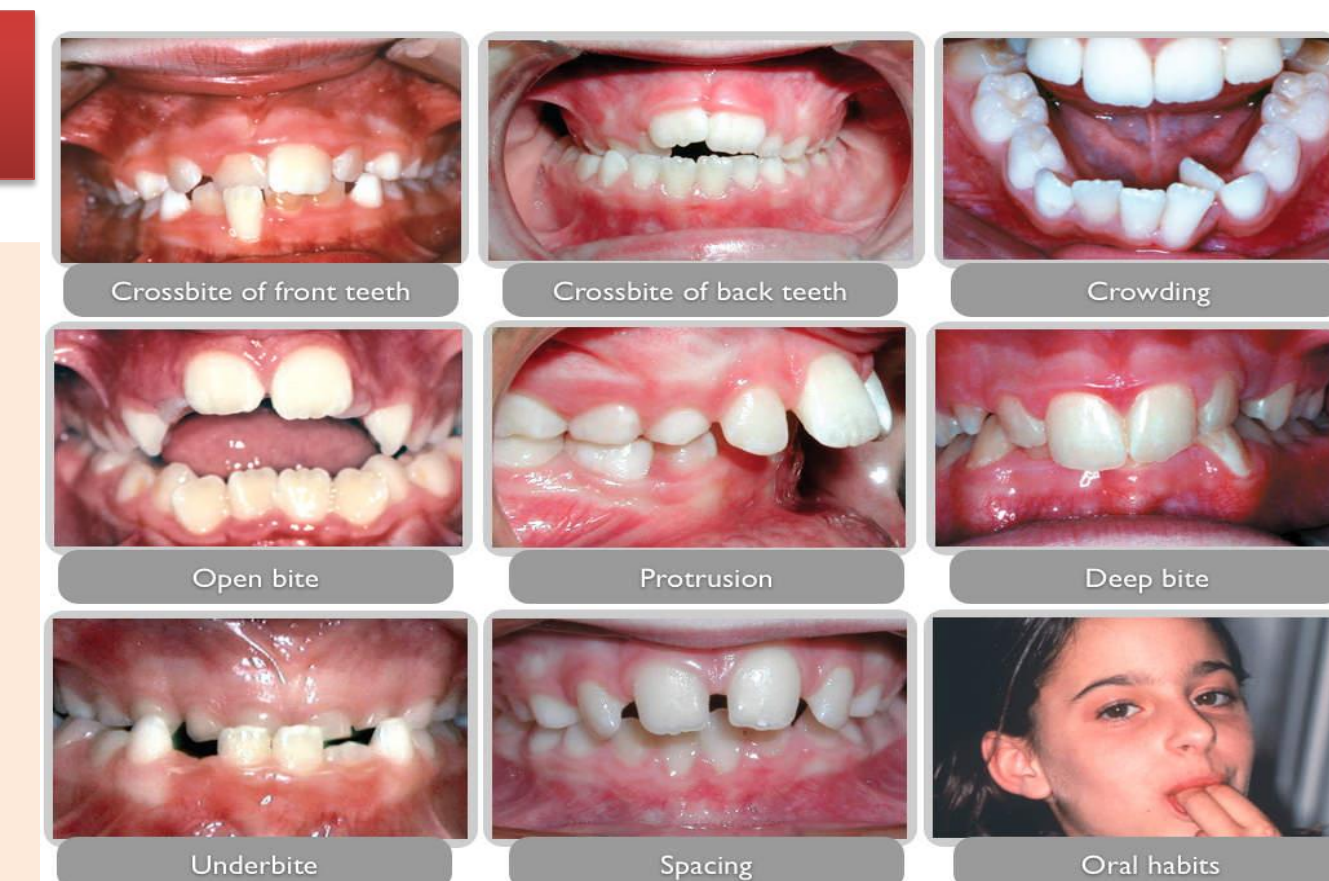 Crossbite of front teeth
Crossbite of back teeth
Crowding
Open bite
Protrusion
Deep bite
Underbite
Spacing
Oral habits